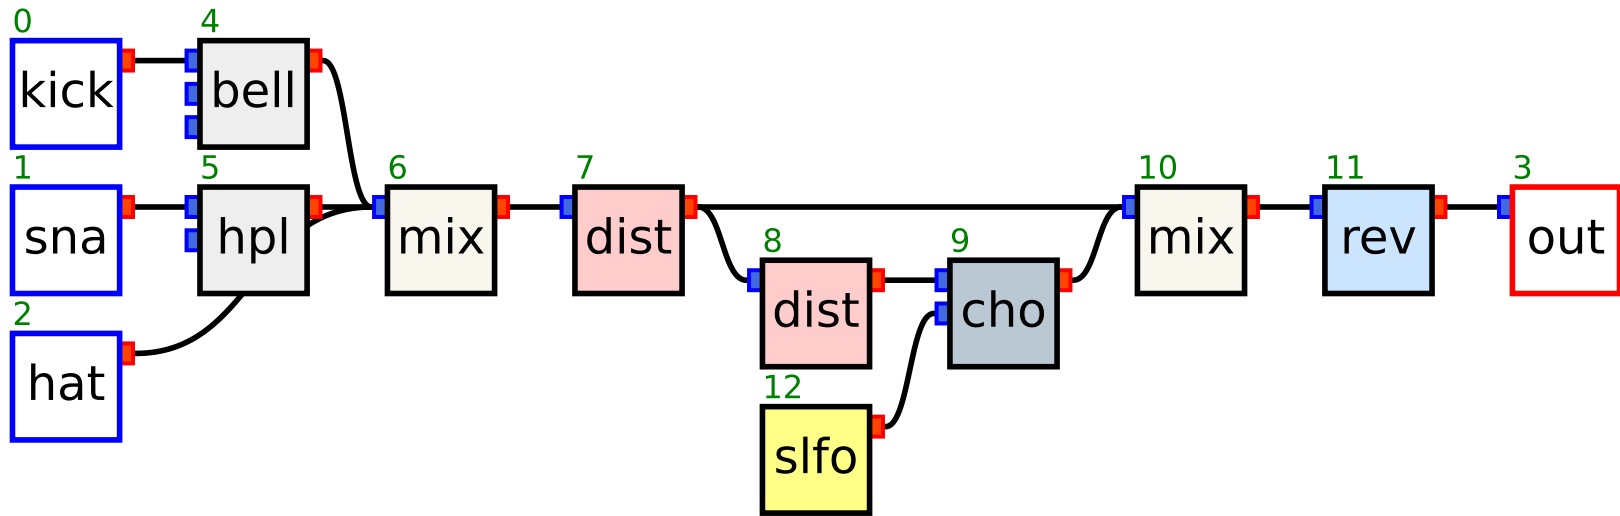 0
kick
4
bell
1
sna
5
hpl
6
mix
7
dist
10
mix
11
rev
3
out
8
dist
9
cho
2
hat
12
slfo